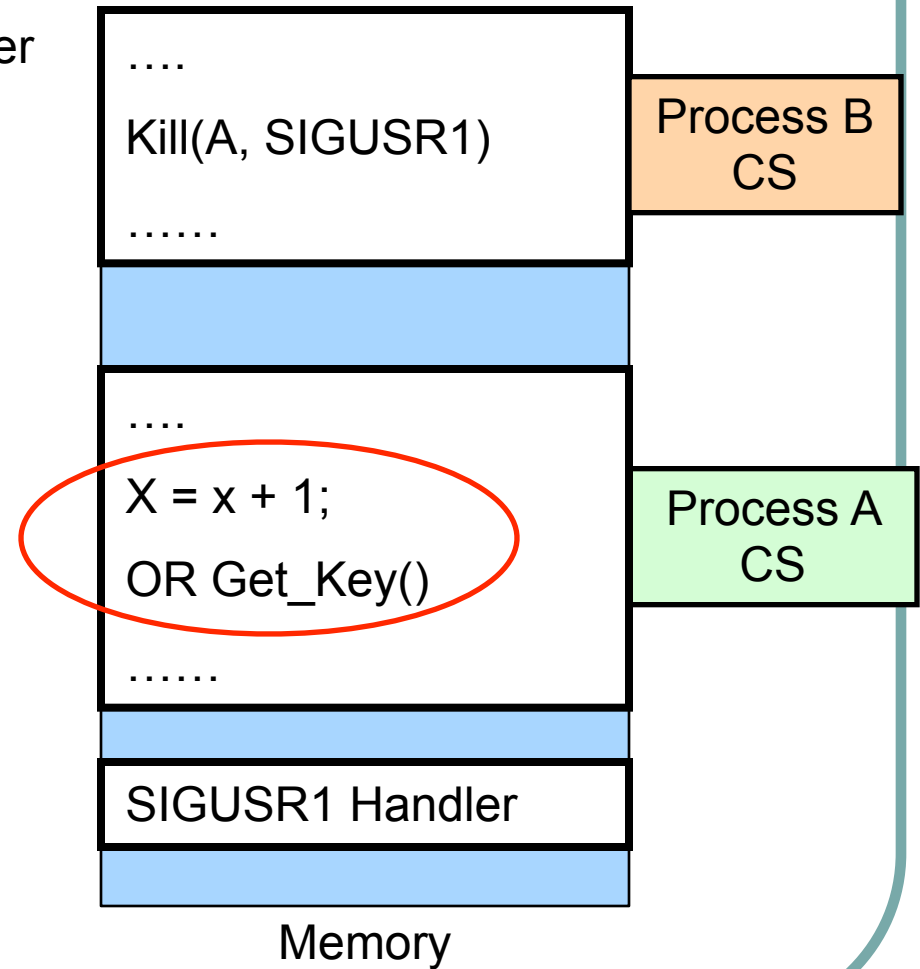 er
….
Kill(A, SIGUSR1)
……
Process B
CS
….
X = x + 1;
OR Get_Key()
……
Process A
CS
SIGUSR1 Handler
Memory